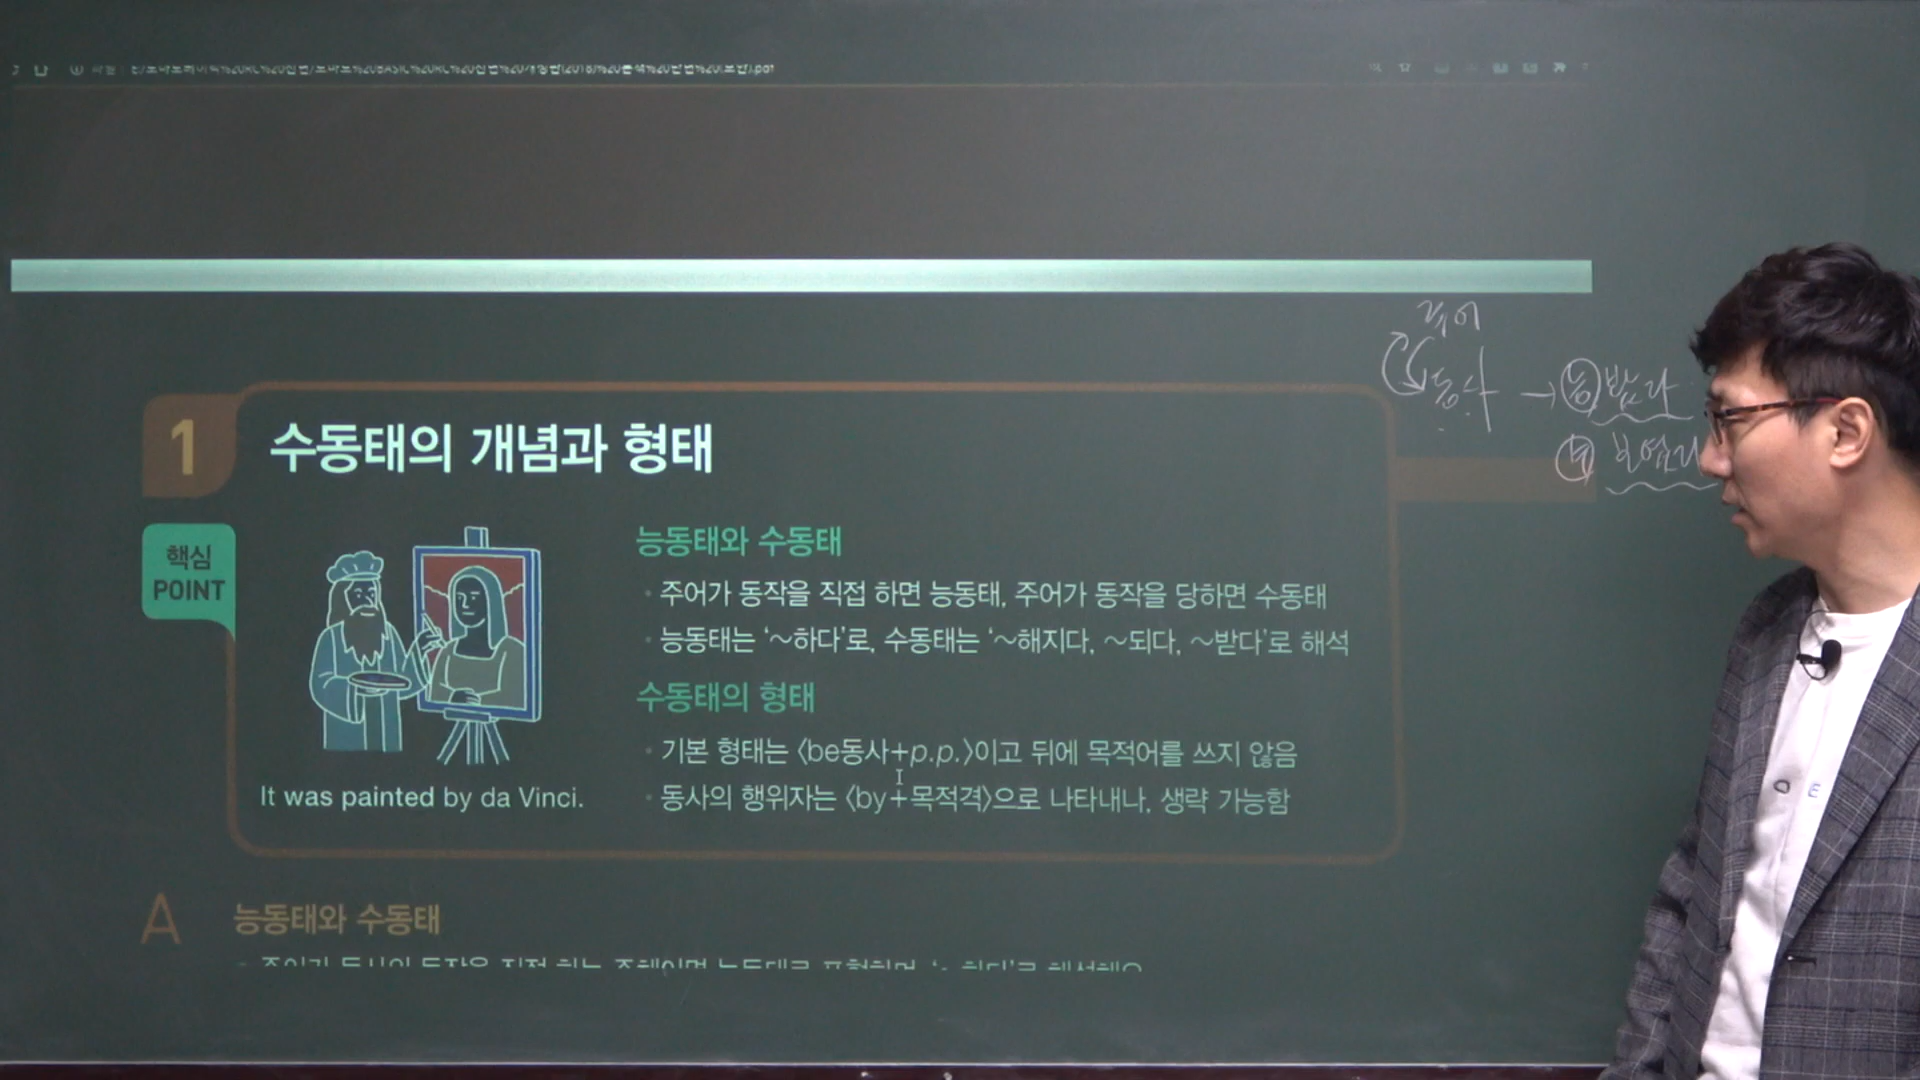 1 수동태의 개념과 형태
핵심
POINT
It was painted by da Vinci.
능동태와 수동태
· 주어가 동작을 직접 하면 능동태, 주어가 동작을 당하면 수동태
· 능동태는 ‘~하다’로, 수동태는 ‘~해지다, ~되다, ~받다’로 해석
수동태의 형태
· 기본 형태는 〈be동사+p.p.〉이고 뒤에 목적어를 쓰지 않음
· 동사의 행위자는 〈by+목적격〉으로 나타내나, 생략 가능함
주어
동사
A 능동태와 수동태